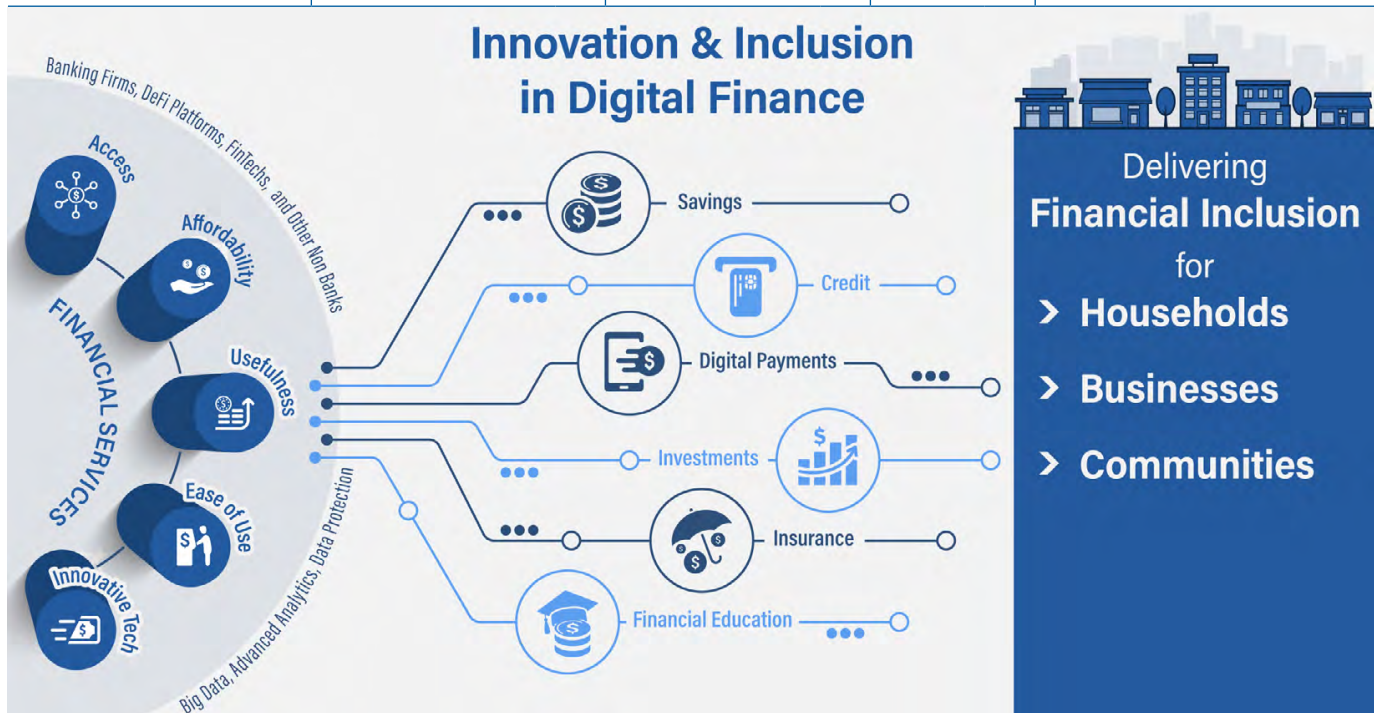 Innovation & Inclusion
in Digital Finance
Banking Firms, DeFi Platforms, FinTechs, and Other Non Banks
Access
Affordability
Usefulness
Ease of Use
Innovative Tech
FINANCIAL SERVICES
Big Data, Advanced Analytics, Data Protection
Savings
Credit
Digital Payments
Investments
Insurance
Financial Education
Delivering
Financial Inclusion
for
Households
Businesses
Communities